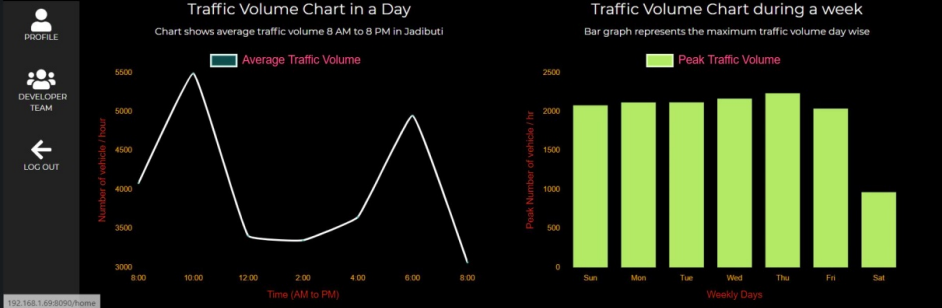 PROFILE
DEVELOPER
TEAM
LOG OUT
192.168.1.69:8090/home
Traffic Volume Chart in a Day
Chart shows average traffic volume 8 AM to 8 PM in Jadibuti
Average Traffic Volume
Number of vehicle / hour
5500
5000
4500
4000
3500
3000
8:00 10:00 12:00 2:00 4:00 6:00 8:00
Time (AM to PM)
Traffic Volume Chart during a week
Bar graph represents the maximum traffic volume day wise
Peak Traffic Volume
Peak Number of vehicle / hr
2500
2000
1500
1000
500
0
Sun Mon Tue Wed Thu Fri Sat
Weekly Days